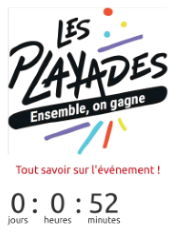 LES
PLAYADES
Ensemble, on gagne
Tout savoir sur l'événement !
0 : 0 : 52
jours heures minutes